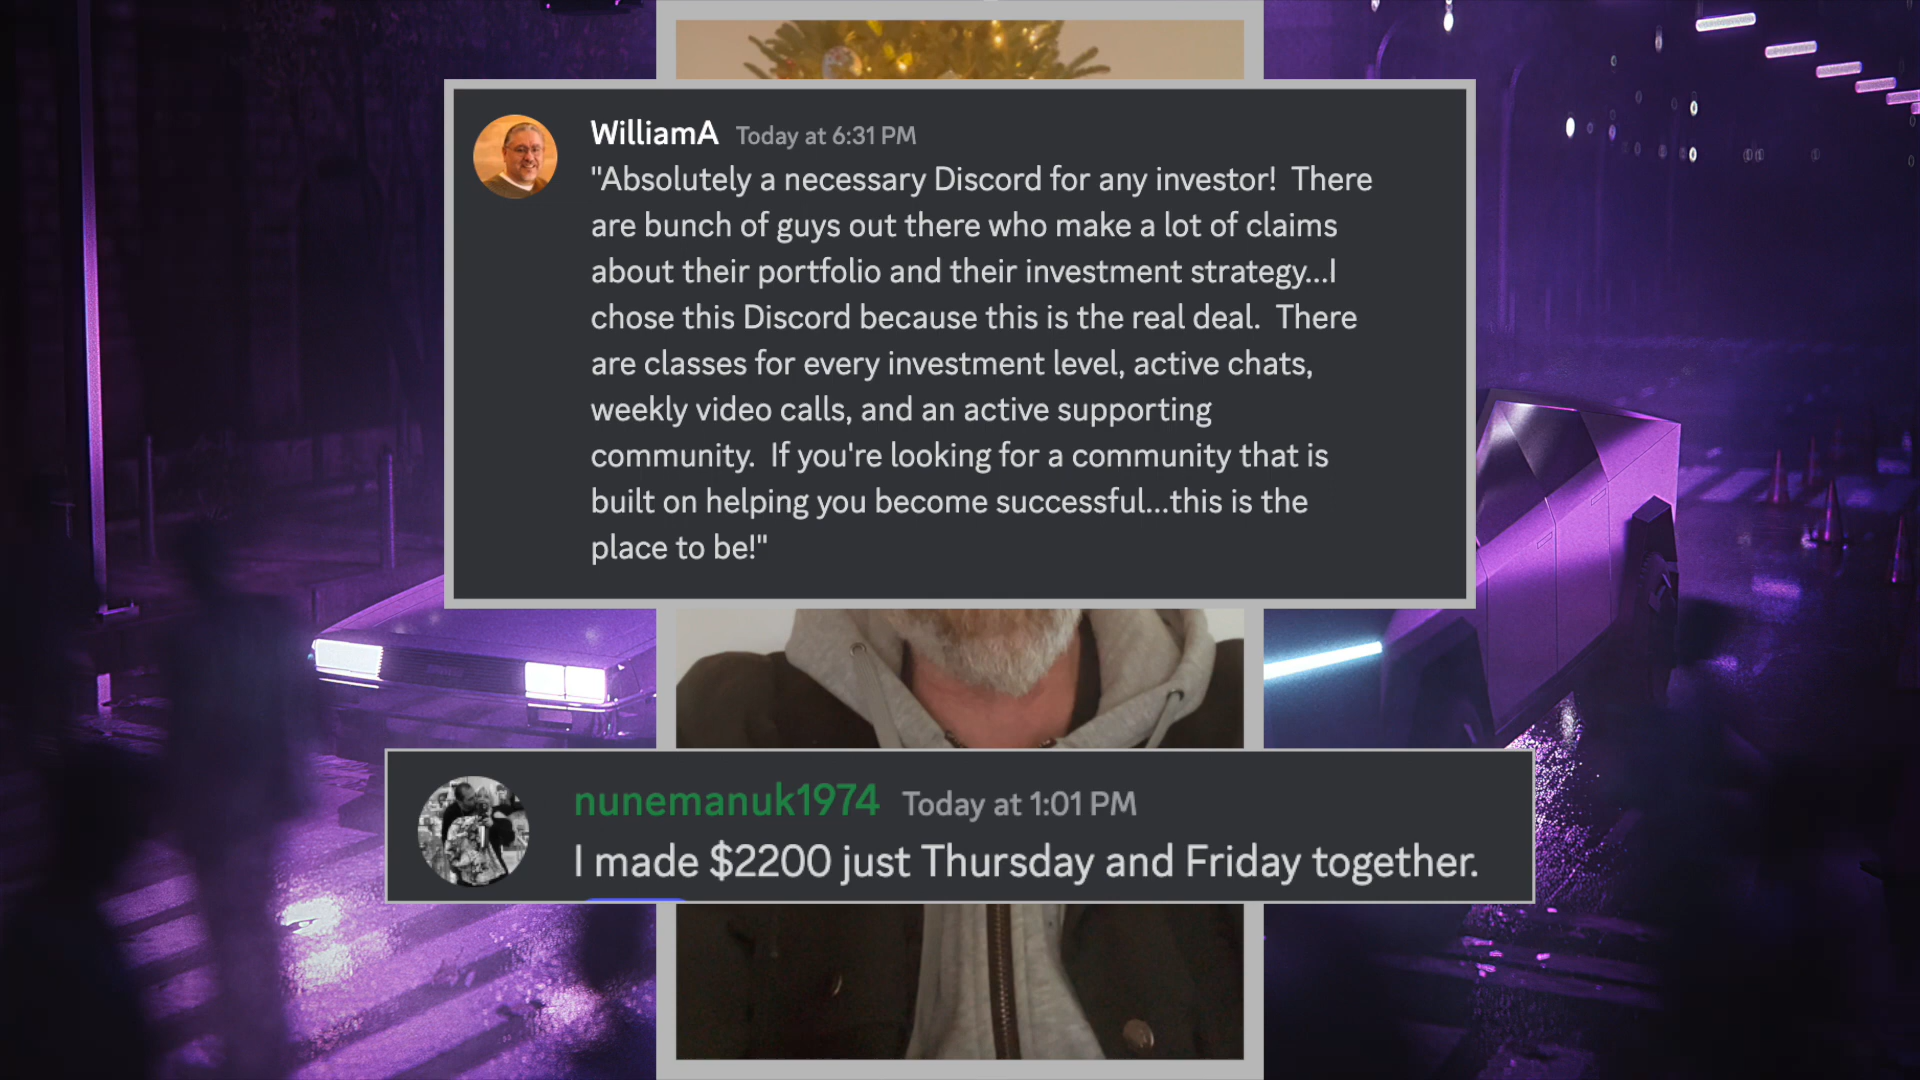 WilliamA Today at 6:31 PM
"Absolutely a necessary Discord for any investor!  There
are bunch of guys out there who make a lot of claims
about their portfolio and their investment strategy...I
chose this Discord because this is the real deal.  There
are classes for every investment level, active chats,
weekly video calls, and an active supporting
community.  If you're looking for a community that is
built on helping you become successful...this is the
place to be!"
nunemanuk1974 Today at 1:01 PM
I made $2200 just Thursday and Friday together.